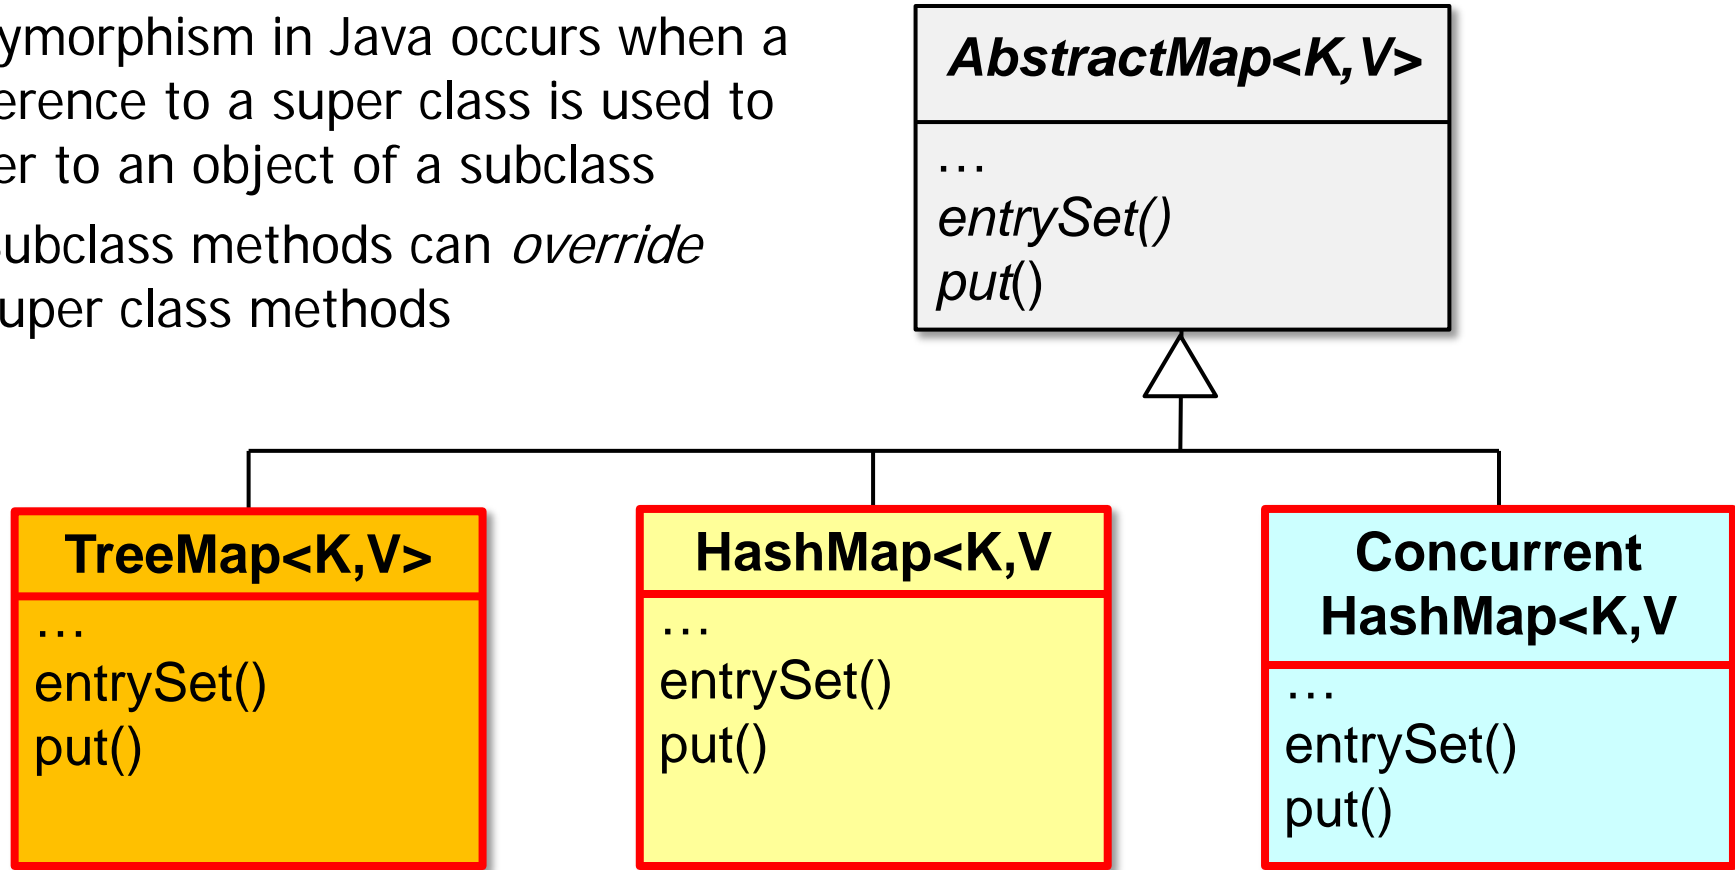 ymorphism in Java occurs when a
erence to a super class is used to
er to an object of a subclass
ubclass methods can override
uper class methods
AbstractMap<K,V>
…
entrySet()
put()
TreeMap<K,V>
…
entrySet()
put()
HashMap<K,V
…
entrySet()
put()
Concurrent
HashMap<K,V
…
entrySet()
put()